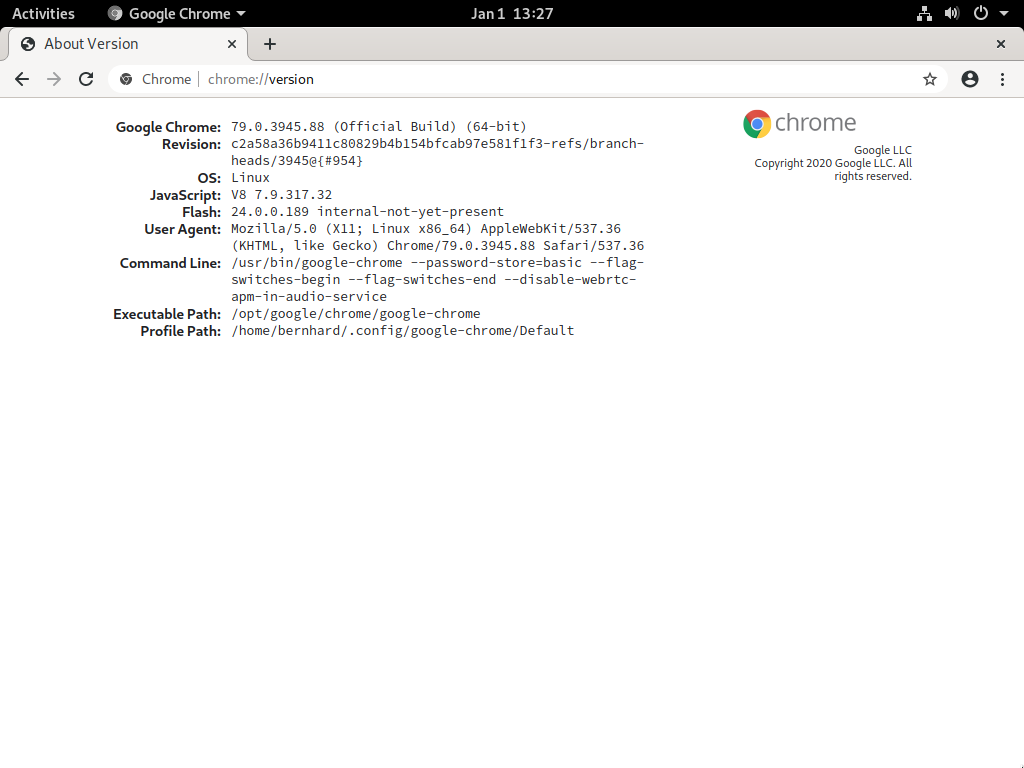 Activities Google Chrome Jan 1 13:27
About Version
Chrome chrome://version
Google Chrome: 79.0.3945.88 (Official Build) (64-bit)
Revision: c2a58a36b9411c80829b4b154bfcab97e581f1f3-refs/branch-
heads/3945@{#954}
OS: Linux
JavaScript: V8 7.9.317.32
Flash: 24.0.0.189 internal-not-yet-present
User Agent: Mozilla/5.0 (X11; Linux x86_64) AppleWebKit/537.36
(KHTML, like Gecko) Chrome/79.0.3945.88 Safari/537.36
Command Line: /usr/bin/google-chrome --password-store=basic --flag-
switches-begin --flag-switches-end --disable-webrtc-
apm-in-audio-service
Executable Path: /opt/google/chrome/google-chrome
Profile Path: /home/bernhard/.config/google-chrome/Default
chrome
Google LLC
Copyright 2020 Google LLC. All
rights reserved.